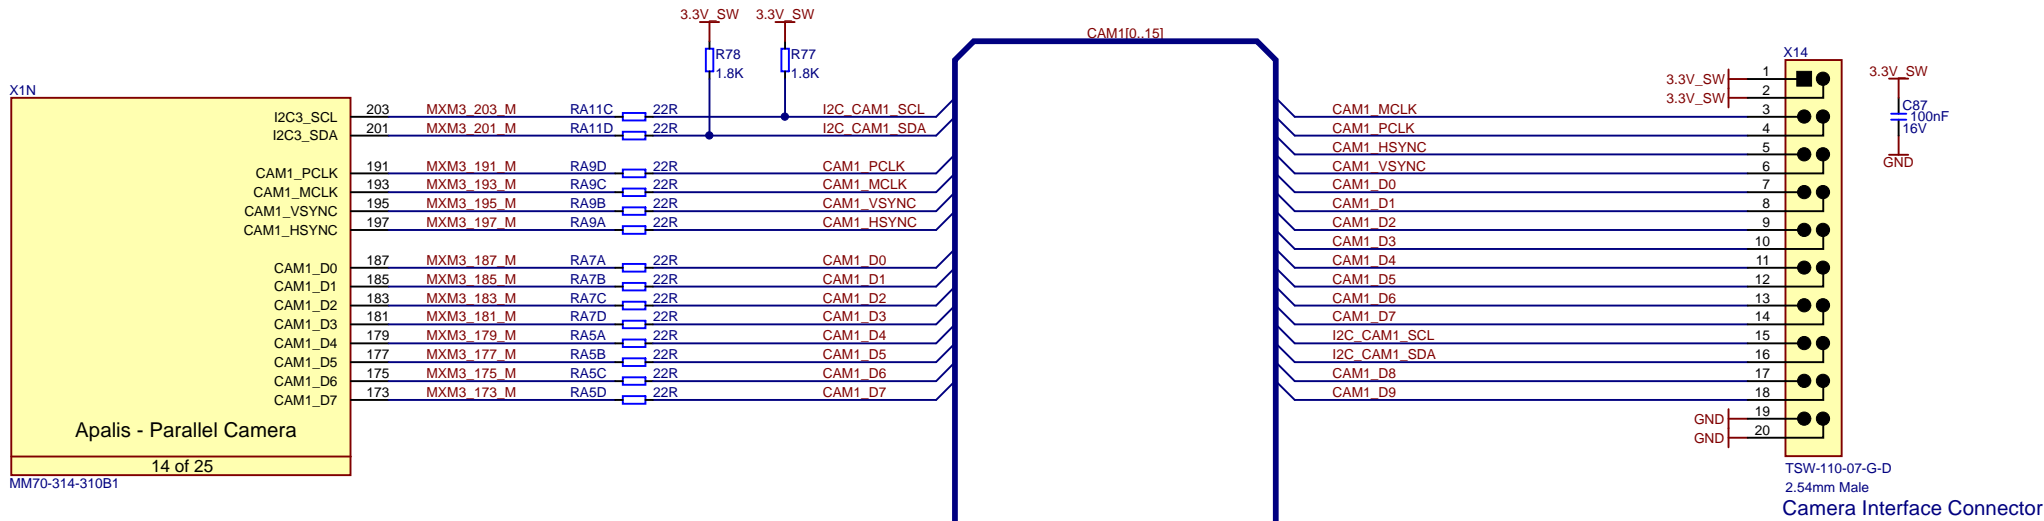 3.3V_SW 3.3V_SW
R78 R77
1.8K 1.8K
CAM1[0..15]
X1N
I2C3_SCL 203 MXM3_203_M RA11C 22R I2C_CAM1_SCL
I2C3_SDA 201 MXM3_201_M RA11D 22R I2C_CAM1_SDA
CAM1_PCLK 191 MXM3_191_M RA9D 22R CAM1_PCLK
CAM1_MCLK 193 MXM3_193_M RA9C 22R CAM1_MCLK
CAM1_VSYNC 195 MXM3_195_M RA9B 22R CAM1_VSYNC
CAM1_HSYNC 197 MXM3_197_M RA9A 22R CAM1_HSYNC
CAM1_D0 187 MXM3_187_M RA7A 22R CAM1_D0
CAM1_D1 185 MXM3_185_M RA7B 22R CAM1_D1
CAM1_D2 183 MXM3_183_M RA7C 22R CAM1_D2
CAM1_D3 181 MXM3_181_M RA7D 22R CAM1_D3
CAM1_D4 179 MXM3_179_M RA5A 22R CAM1_D4
CAM1_D5 177 MXM3_177_M RA5B 22R CAM1_D5
CAM1_D6 175 MXM3_175_M RA5C 22R CAM1_D6
CAM1_D7 173 MXM3_173_M RA5D 22R CAM1_D7
Apalis - Parallel Camera
14 of 25
MM70-314-310B1
X14
3.3V_SW 1
3.3V_SW 2
CAM1_MCLK 3
CAM1_PCLK 4
CAM1_HSYNC 5
CAM1_VSYNC 6
CAM1_D0 7
CAM1_D1 8
CAM1_D2 9
CAM1_D3 10
CAM1_D4 11
CAM1_D5 12
CAM1_D6 13
CAM1_D7 14
I2C_CAM1_SCL 15
I2C_CAM1_SDA 16
CAM1_D8 17
CAM1_D9 18
GND 19
GND 20
TSW-110-07-G-D
2.54mm Male
Camera Interface Connector
3.3V_SW
C87
100nF
16V
GND